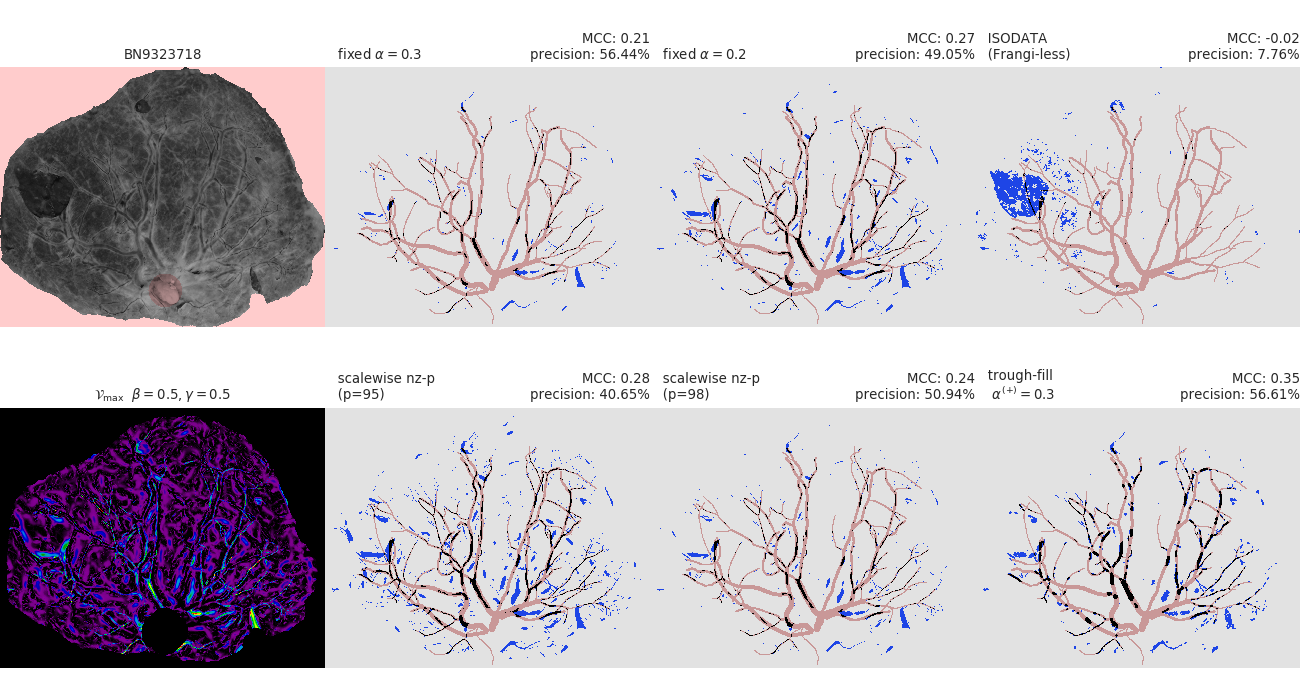 BN9323718
fixed α = 0.3
MCC: 0.21
precision: 56.44%
fixed α = 0.2
MCC: 0.27
precision: 49.05%
ISODATA
(Frangi-less)
MCC: -0.02
precision: 7.76%
𝒱max β = 0.5, γ = 0.5
scalewise nz-p
(p=95)
MCC: 0.28
precision: 40.65%
scalewise nz-p
(p=98)
MCC: 0.24
precision: 50.94%
trough-fill
α(+) = 0.3
MCC: 0.35
precision: 56.61%